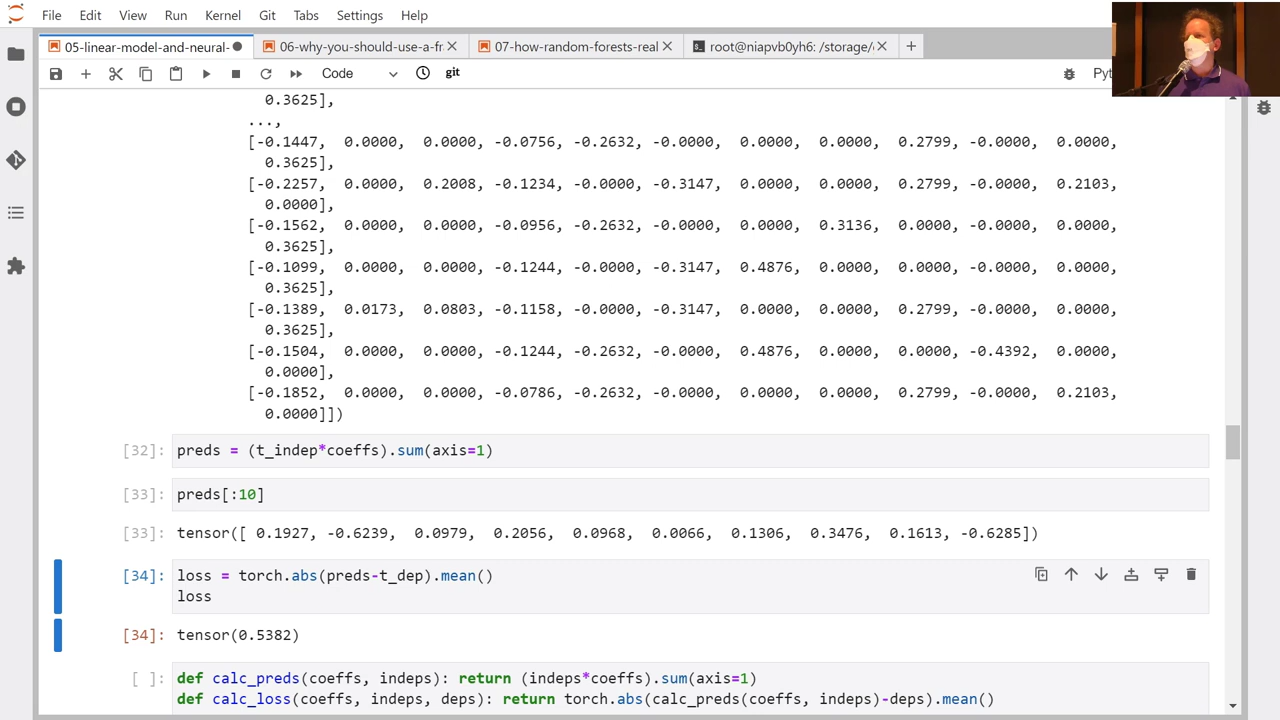 File Edit View Run Kernel Git Tabs Settings Help
05-linear-model-and-neural- 06-why-you-should-use-a-fr 07-how-random-forests-real root@niapvb0yh6: /storage/
Code git Pyt
0.3625],
...,
[-0.1447, 0.0000, 0.0000, -0.0756, -0.2632, -0.0000, 0.0000, 0.0000, 0.2799, -0.0000, 0.0000,
0.3625],
[-0.2257, 0.0000, 0.2008, -0.1234, -0.0000, -0.3147, 0.0000, 0.0000, 0.2799, -0.0000, 0.2103,
0.0000],
[-0.1562, 0.0000, 0.0000, -0.0956, -0.2632, -0.0000, 0.0000, 0.3136, 0.0000, -0.0000, 0.0000,
0.3625],
[-0.1099, 0.0000, 0.0000, -0.1244, -0.0000, -0.3147, 0.4876, 0.0000, 0.0000, -0.0000, 0.0000,
0.3625],
[-0.1389, 0.0173, 0.0803, -0.1158, -0.0000, -0.3147, 0.0000, 0.0000, 0.2799, -0.0000, 0.0000,
0.3625],
[-0.1504, 0.0000, 0.0000, -0.1244, -0.2632, -0.0000, 0.4876, 0.0000, 0.0000, -0.4392, 0.0000,
0.0000],
[-0.1852, 0.0000, 0.0000, -0.0786, -0.2632, -0.0000, 0.0000, 0.0000, 0.2799, -0.0000, 0.2103,
0.0000]])
[32]: preds = (t_indep*coeffs).sum(axis=1)
[33]: preds[:10]
[33]: tensor([ 0.1927, -0.6239, 0.0979, 0.2056, 0.0968, 0.0066, 0.1306, 0.3476, 0.1613, -0.6285])
[34]: loss = torch.abs(preds-t_dep).mean()
loss
[34]: tensor(0.5382)
[ ]: def calc_preds(coeffs, indeps): return (indeps*coeffs).sum(axis=1)
def calc_loss(coeffs, indeps, deps): return torch.abs(calc_preds(coeffs, indeps)-deps).mean()